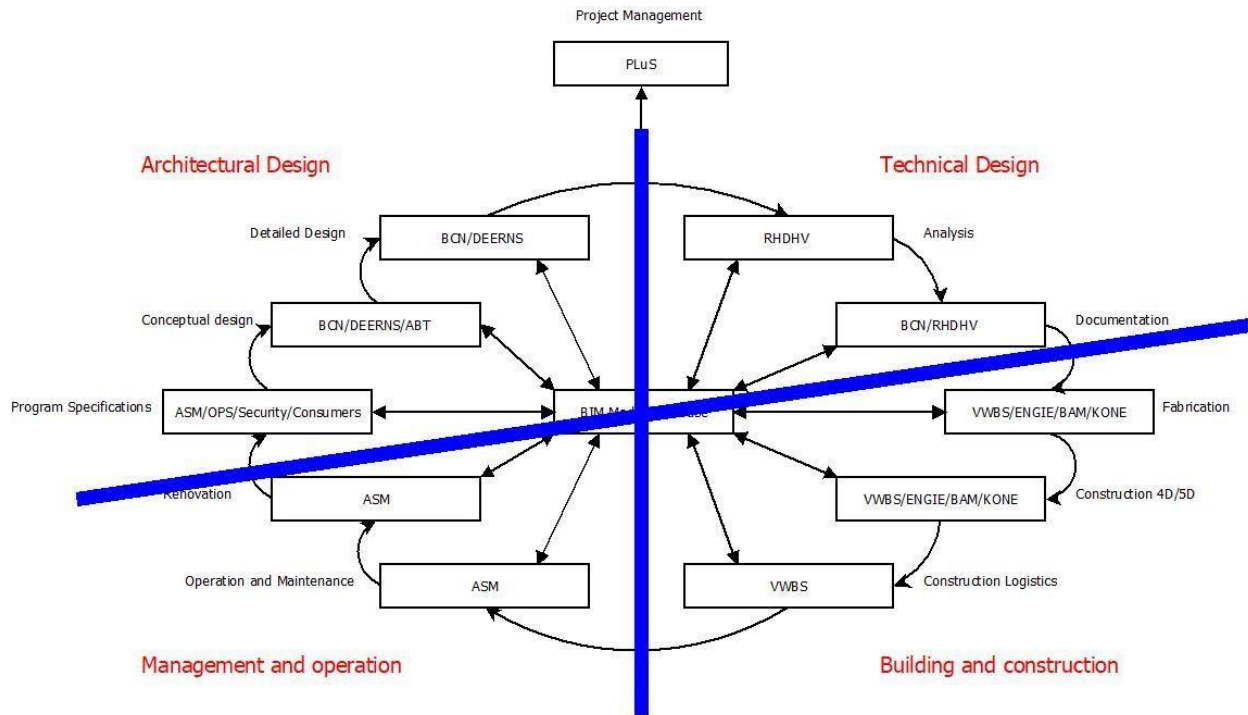 Project Management
PLuS
Architectural Design
Technical Design
Detailed Design
BCN/DEERNS
RHDHV
Analysis
Conceptual design
BCN/DEERNS/ABT
BCN/RHDHV
Documentation
Program Specifications
ASM/OPS/Security/Consumers
BIM
VWBS/ENGIE/BAM/KONE
Fabrication
Renovation
ASM
VWBS/ENGIE/BAM/KONE
Construction 4D/5D
Operation and Maintenance
ASM
VWBS
Construction Logistics
Management and operation
Building and construction